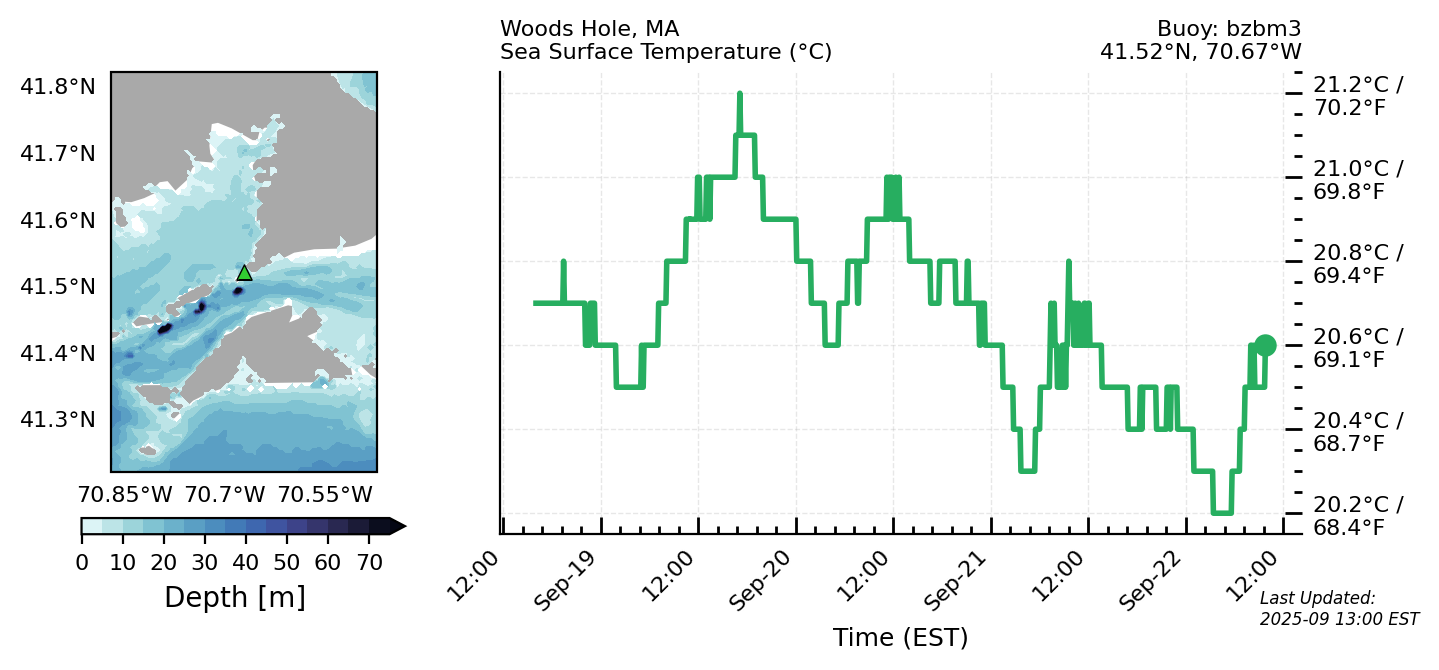 Woods Hole, MA
Sea Surface Temperature (°C)
Buoy: bzbm3
41.52°N, 70.67°W
41.8°N
41.7°N
41.6°N
41.5°N
41.4°N
41.3°N
70.85°W 70.7°W 70.55°W
0 10 20 30 40 50 60 70
Depth [m]
21.2°C /
70.2°F
21.0°C /
69.8°F
20.8°C /
69.4°F
20.6°C /
69.1°F
20.4°C /
68.7°F
20.2°C /
68.4°F
12:00
Sep-19
12:00
Sep-20
12:00
Sep-21
12:00
Sep-22
12:00
Time (EST)
Last Updated:
2025-09 13:00 EST